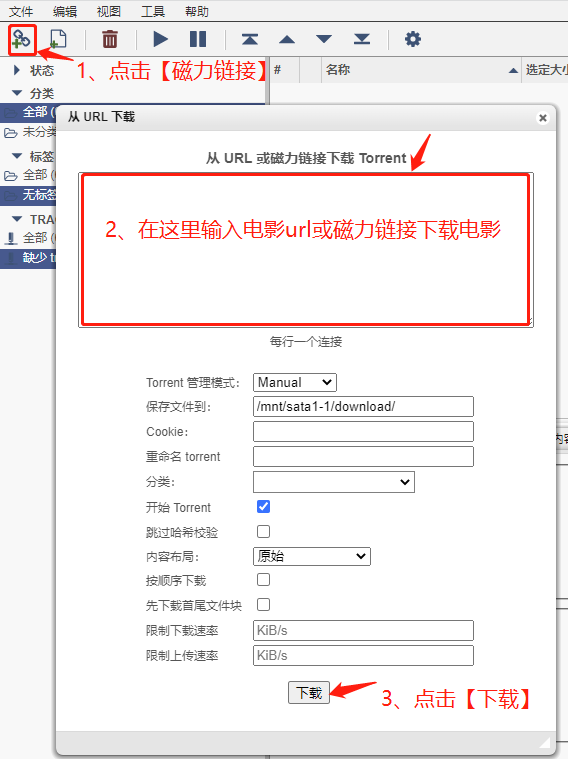 文件 编辑 视图 工具 帮助
1、点击【磁力链接】
状态
# 名称 选定大小
分类
全部 (
未分类
标签
全部 (
无标签
TRA
全部 (
缺少 tr
从 URL 下载
从 URL 或磁力链接下载 Torrent
2、在这里输入电影url或磁力链接下载电影
每行一个连接
Torrent 管理模式: Manual
保存文件到: /mnt/sata1-1/download/
Cookie:
重命名 torrent
分类:
开始 Torrent
跳过哈希校验
内容布局: 原始
按顺序下载
先下载首尾文件块
限制下载速率 KiB/s
限制上传速率 KiB/s
下载
3、点击【下载】
内容